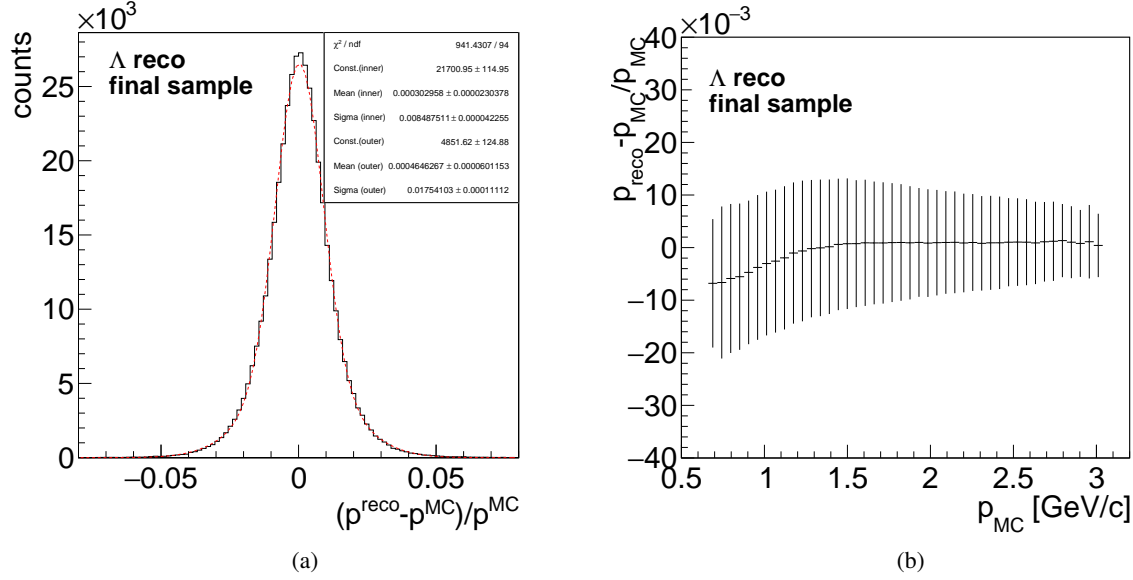 ×10³
counts
Λ reco
final sample
χ² / ndf 941.4307 / 94
Const.(inner) 21700.95 ± 114.95
Mean (inner) 0.000302958 ± 0.0000230378
Sigma (inner) 0.008487511 ± 0.000042255
Const.(outer) 4851.62 ± 124.88
Mean (outer) 0.0004646267 ± 0.0000601153
Sigma (outer) 0.01754103 ± 0.00011112
25
20
15
10
5
0
−0.05 0 0.05
(p^reco-p^MC)/p^MC
(a)
×10⁻³
p_reco-p_MC/p_MC
Λ reco
final sample
40
30
20
10
0
−10
−20
−30
−40
0.5 1 1.5 2 2.5 3
p_MC [GeV/c]
(b)